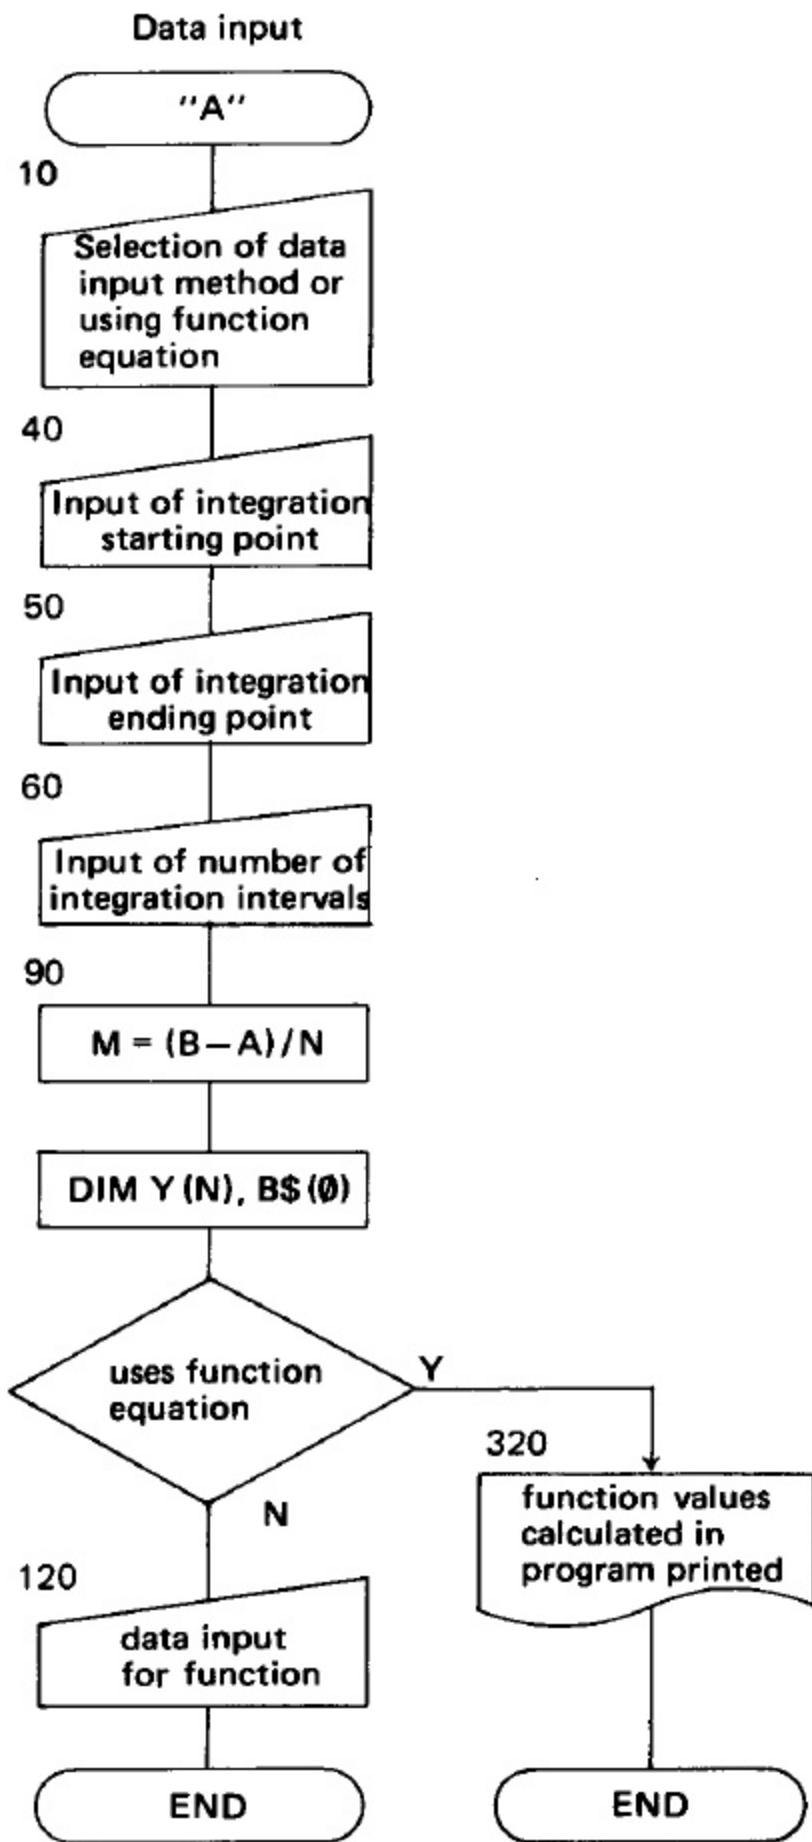 Data input
"A"
10
Selection of data
input method or
using function
equation
40
Input of integration
starting point
50
Input of integration
ending point
60
Input of number of
integration intervals
90
M = (B–A)/N
DIM Y(N), B$(Ø)
uses function
equation
Y
N
320
function values
calculated in
program printed
120
data input
for function
END
END